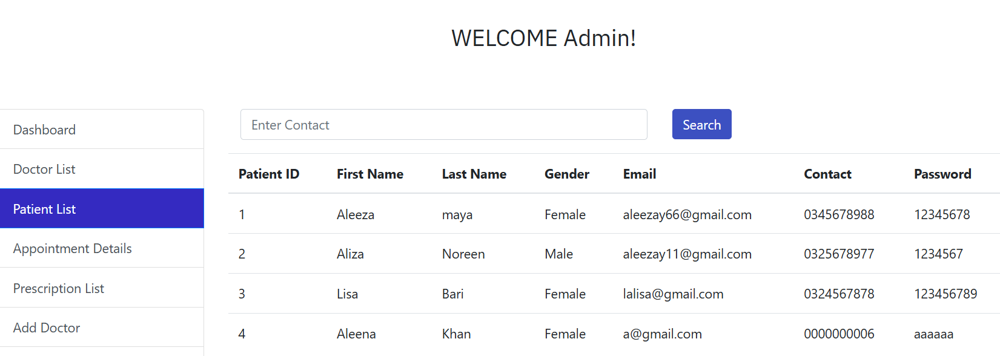 WELCOME Admin!
Dashboard
Doctor List
Patient List
Appointment Details
Prescription List
Add Doctor
Enter Contact
Search
Patient ID First Name Last Name Gender Email Contact Password
1 Aleeza maya Female aleezay66@gmail.com 0345678988 12345678
2 Aliza Noreen Male aleezay11@gmail.com 0325678977 1234567
3 Lisa Bari Female lalisa@gmail.com 0324567878 123456789
4 Aleena Khan Female a@gmail.com 0000000006 aaaaaa